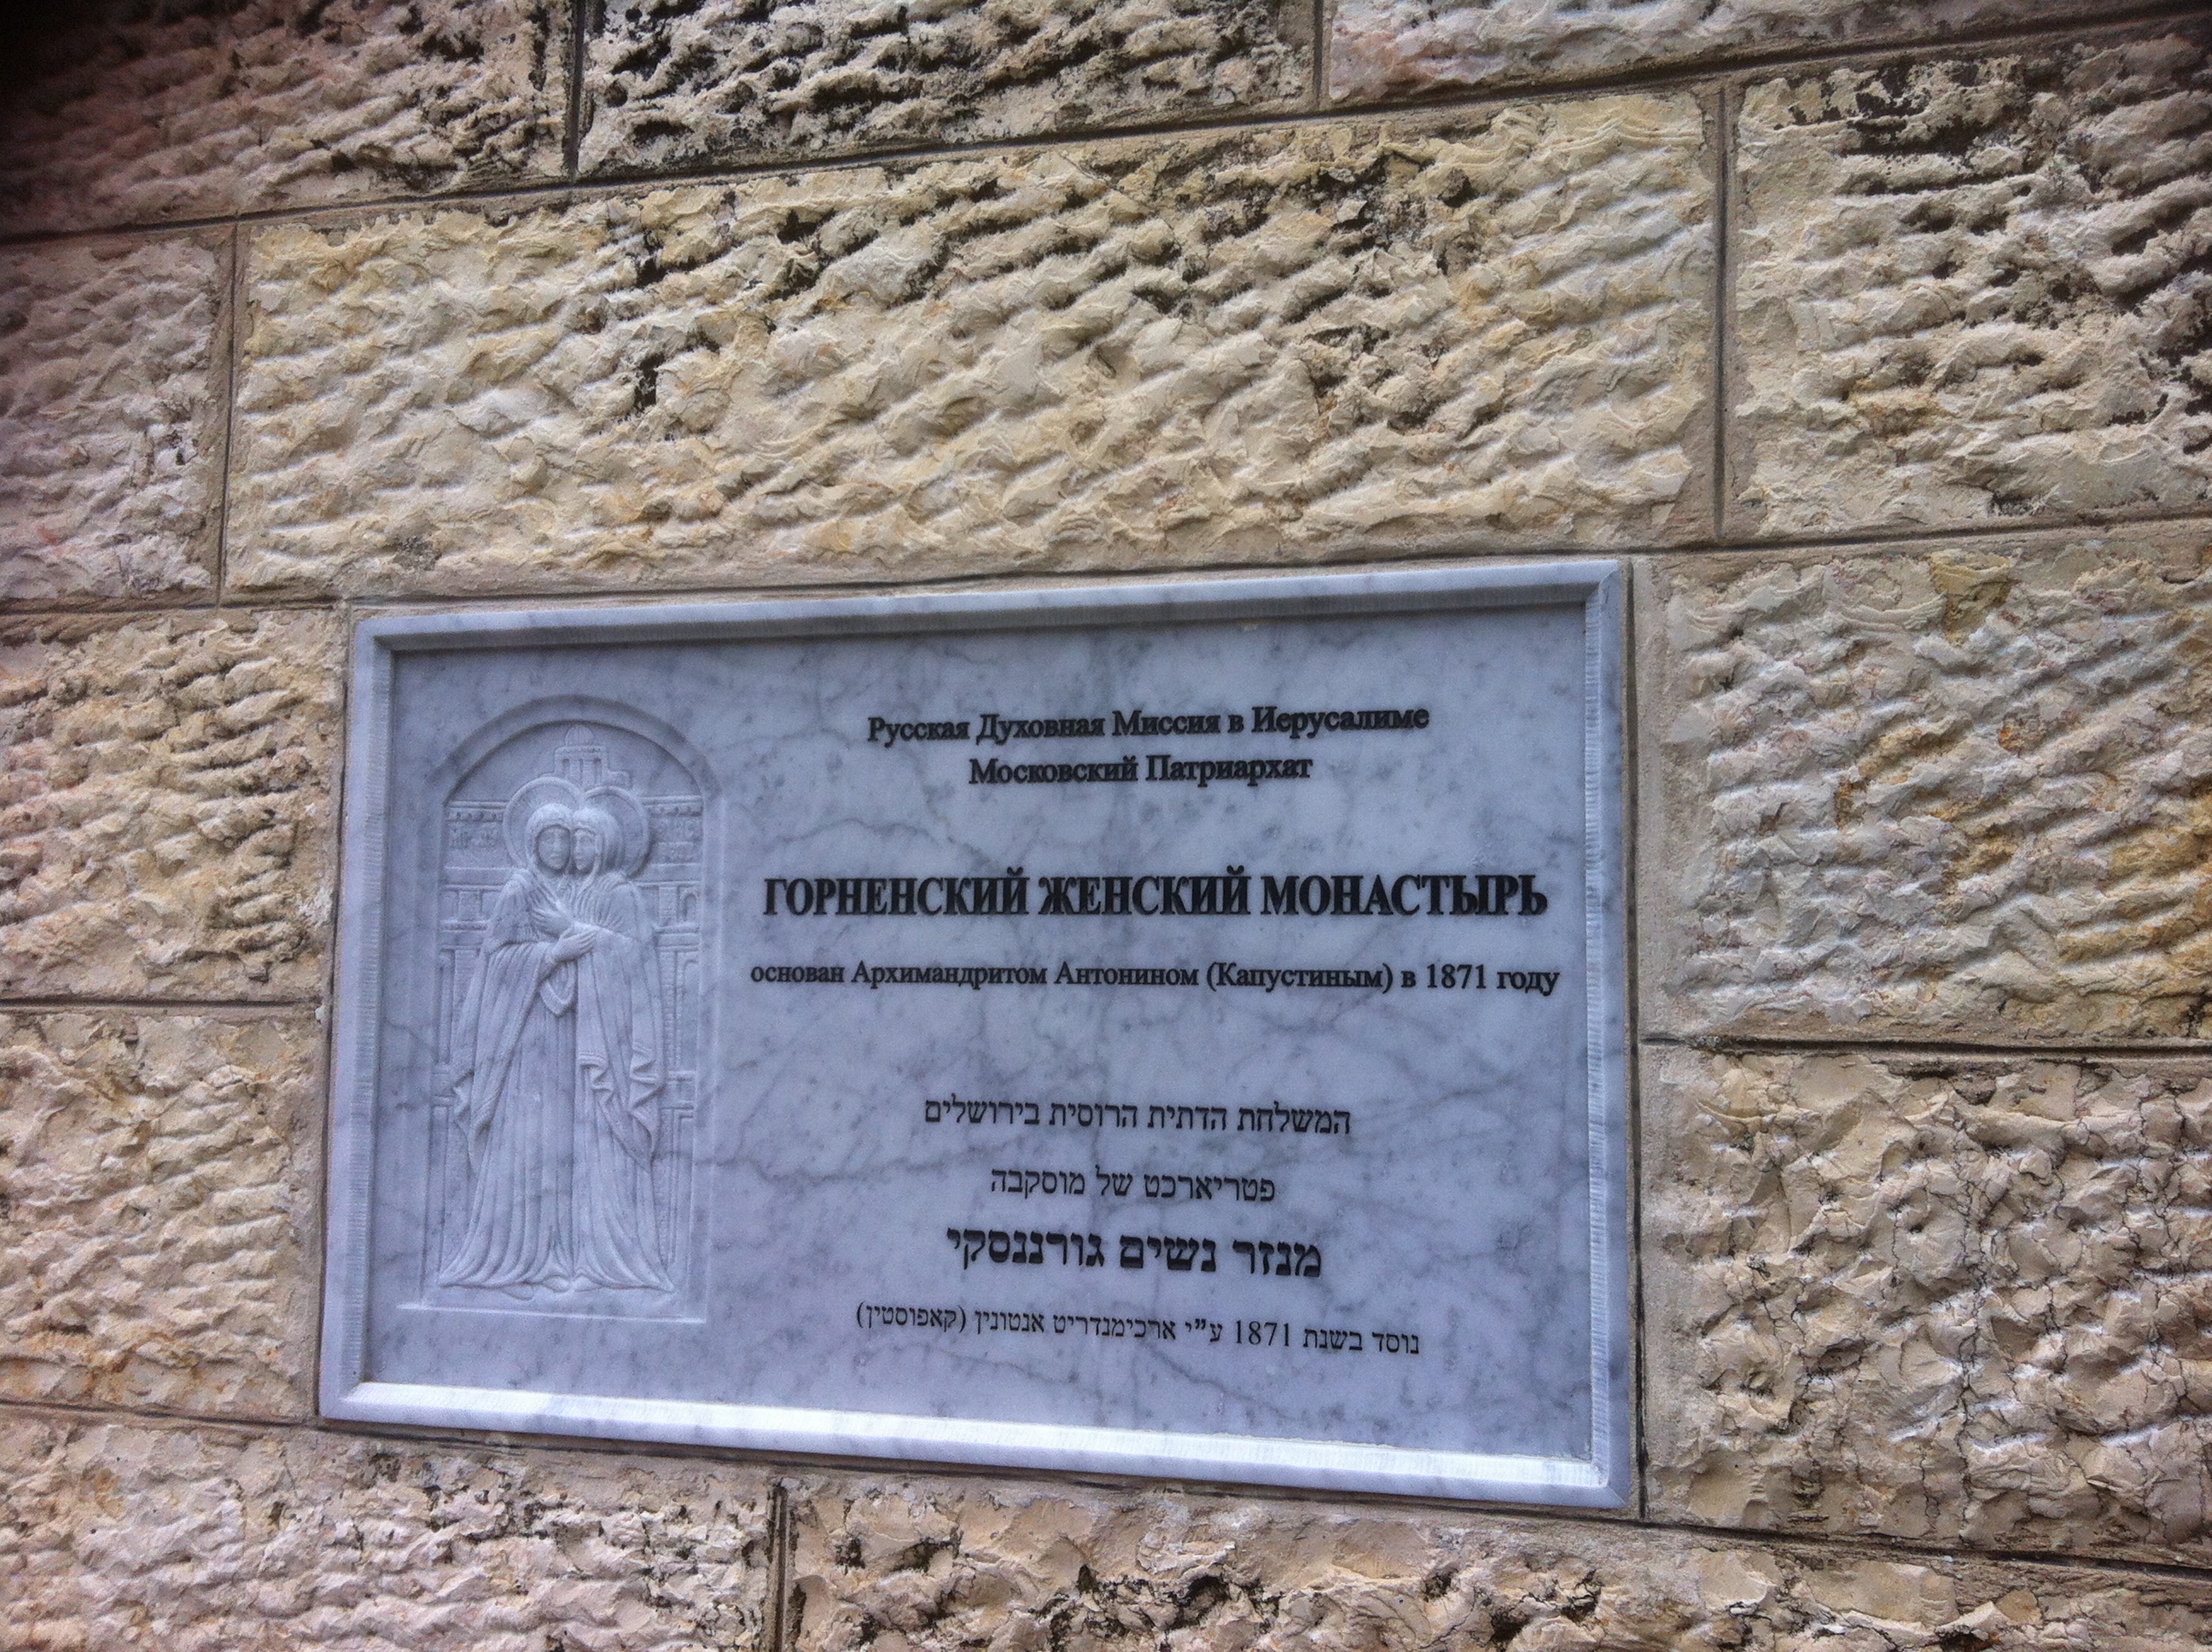 Русская Духовная Миссия в Иерусалиме
Московский Патриархат
ГОРНЕНСКИЙ ЖЕНСКИЙ МОНАСТЫРЬ
основан Архимандритом Антонином (Капустиным) в 1871 году
המשלחת הדתית הרוסית בירושלים
פטריארכט של מוסקבה
מנזר נשים גורננסקי
נוסד בשנת 1871 ע"י ארכימנדריט אנטונין (קאפוסטין)